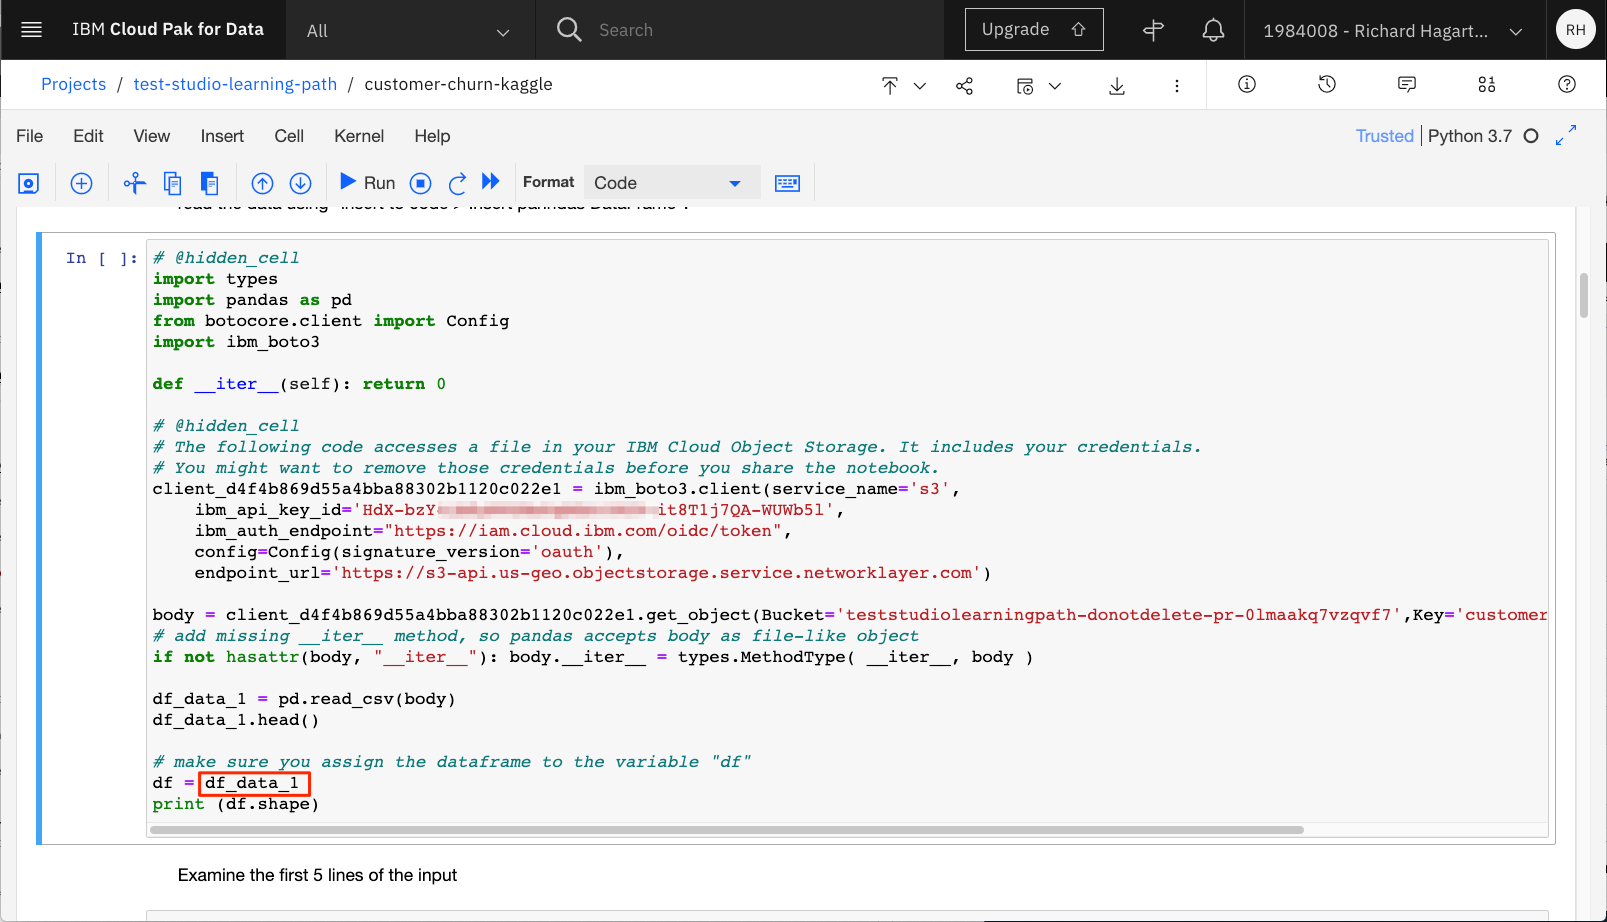 IBM Cloud Pak for Data
All
Search
Upgrade
1984008 - Richard Hagart...
RH
Projects / test-studio-learning-path / customer-churn-kaggle
File Edit View Insert Cell Kernel Help
Trusted Python 3.7
Run
Format
Code
In [ ]:
# @hidden_cell
import types
import pandas as pd
from botocore.client import Config
import ibm_boto3
def __iter__(self): return 0
# @hidden_cell
# The following code accesses a file in your IBM Cloud Object Storage. It includes your credentials.
# You might want to remove those credentials before you share the notebook.
client_d4f4b869d55a4bba88302b1120c022e1 = ibm_boto3.client(service_name='s3',
ibm_api_key_id='HdX-bzY it8T1j7QA-WUWb5l',
ibm_auth_endpoint="https://iam.cloud.ibm.com/oidc/token",
config=Config(signature_version='oauth'),
endpoint_url='https://s3-api.us-geo.objectstorage.service.networklayer.com')
body = client_d4f4b869d55a4bba88302b1120c022e1.get_object(Bucket='teststudiolearningpath-donotdelete-pr-0lmaakq7vzqvf7',Key='customer
# add missing __iter__ method, so pandas accepts body as file-like object
if not hasattr(body, "__iter__"): body.__iter__ = types.MethodType( __iter__, body )
df_data_1 = pd.read_csv(body)
df_data_1.head()
# make sure you assign the dataframe to the variable "df"
df = df_data_1
print (df.shape)
Examine the first 5 lines of the input